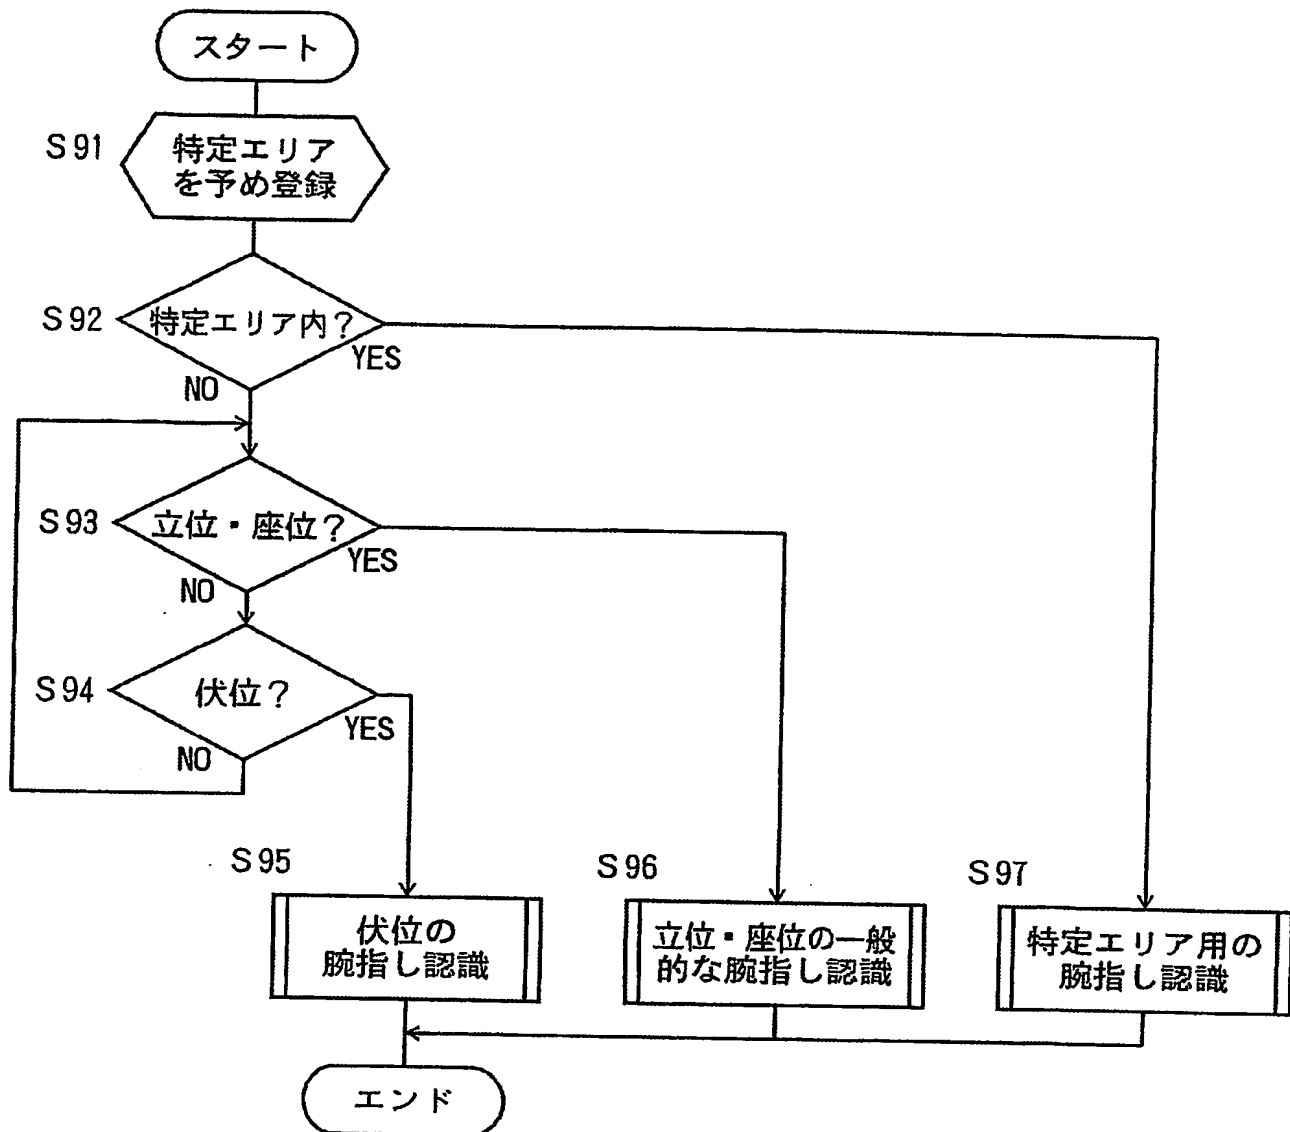 スタート
S91
特定エリア
を予め登録
S92
特定エリア内?
YES
NO
S93
立位・座位?
YES
NO
S94
伏位?
YES
NO
S95
伏位の
腕指し認識
S96
立位・座位の一般
的な腕指し認識
S97
特定エリア用の
腕指し認識
エンド